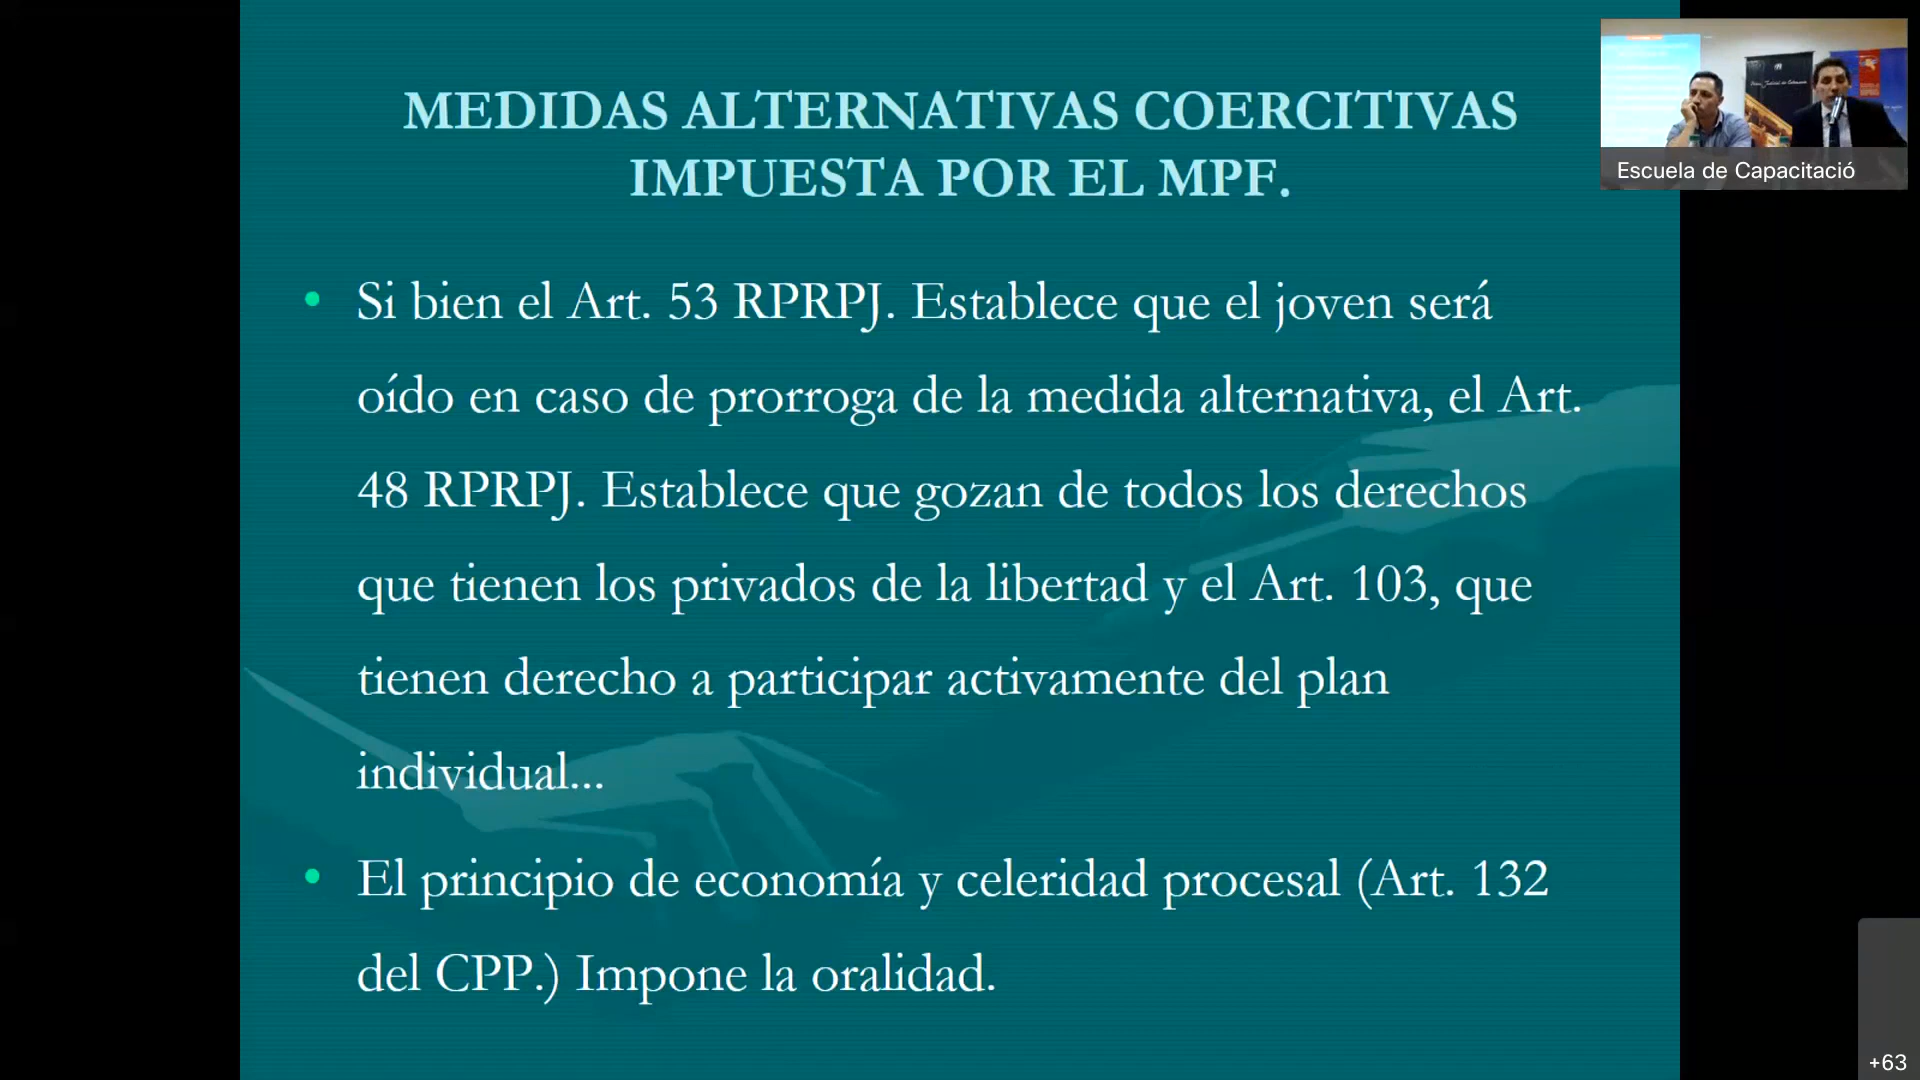 MEDIDAS ALTERNATIVAS COERCITIVAS
IMPUESTA POR EL MPF.
• Si bien el Art. 53 RPRPJ. Establece que el joven será
oído en caso de prorroga de la medida alternativa, el Art.
48 RPRPJ. Establece que gozan de todos los derechos
que tienen los privados de la libertad y el Art. 103, que
tienen derecho a participar activamente del plan
individual...
• El principio de economía y celeridad procesal (Art. 132
del CPP.) Impone la oralidad.
Escuela de Capacitació
+63